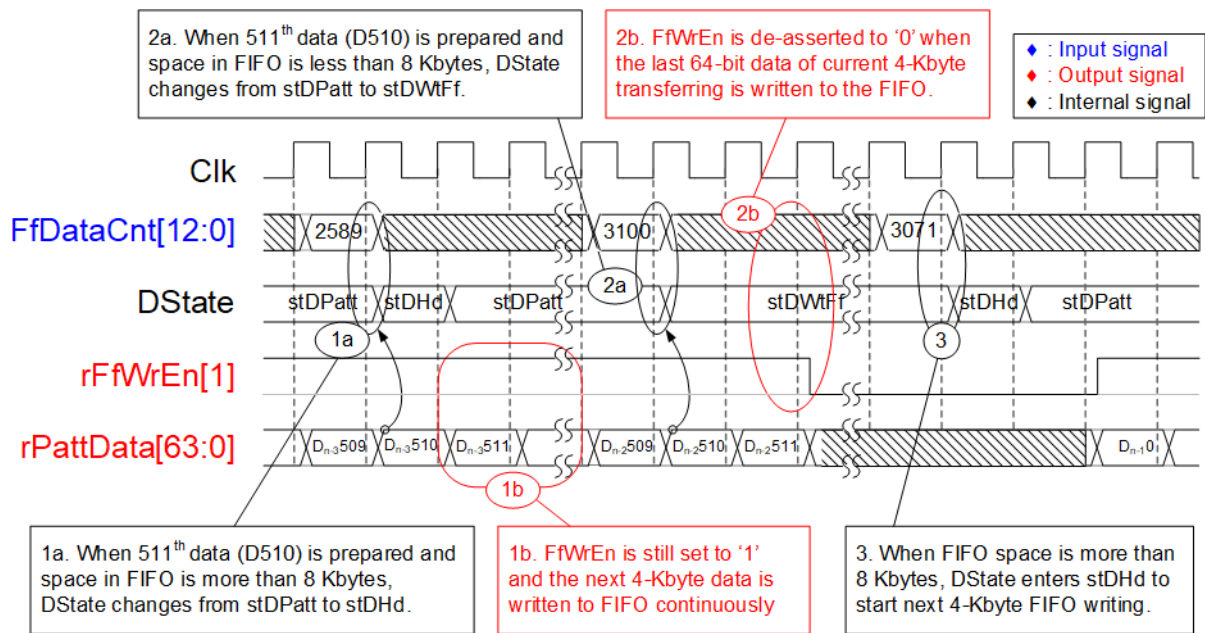 2a. When 511th data (D510) is prepared and
space in FIFO is less than 8 Kbytes, DState
changes from stDPatt to stDWtFf.
2b. FfWrEn is de-asserted to ‘0’ when
the last 64-bit data of current 4-Kbyte
transferring is written to the FIFO.
♦ : Input signal
♦ : Output signal
♦ : Internal signal
Clk
FfDataCnt[12:0]
2589
3100
2b
3071
DState
stDPatt
stDHd
stDPatt
2a
stDWtFf
stDHd
stDPatt
1a
3
rFfWrEn[1]
rPattData[63:0]
Dn-3509
Dn-3510
Dn-3511
Dn-2509
Dn-2510
Dn-2511
Dn-10
1b
1a. When 511th data (D510) is prepared and
space in FIFO is more than 8 Kbytes,
DState changes from stDPatt to stDHd.
1b. FfWrEn is still set to ‘1’
and the next 4-Kbyte data is
written to FIFO continuously
3. When FIFO space is more than
8 Kbytes, DState enters stDHd to
start next 4-Kbyte FIFO writing.